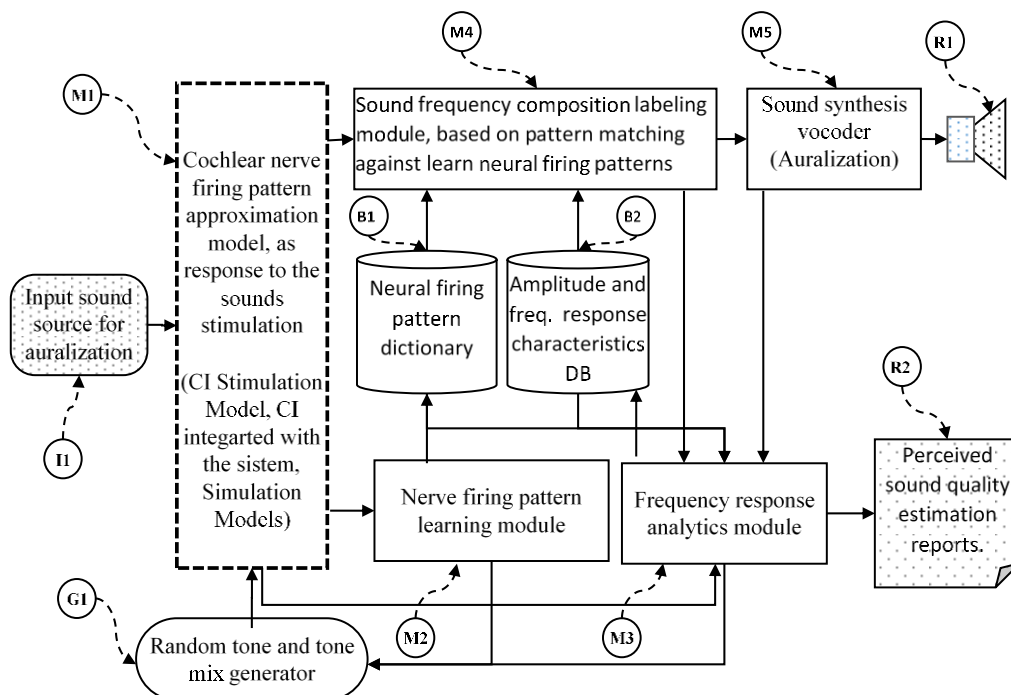 M4
M5
R1
M1
Sound frequency composition labeling
module, based on pattern matching
against learn neural firing patterns
Sound synthesis
vocoder
(Auralization)
Cochlear nerve
firing pattern
approximation
model, as
response to the
sounds
stimulation
(CI Stimulation
Model, CI
integarted with
the sistem,
Simulation
Models)
B1
B2
Input sound
source for
auralization
I1
Neural firing
pattern
dictionary
Amplitude and
freq. response
characteristics
DB
R2
Nerve firing pattern
learning module
Frequency response
analytics module
Perceived
sound quality
estimation
reports.
G1
M2
M3
Random tone and tone
mix generator